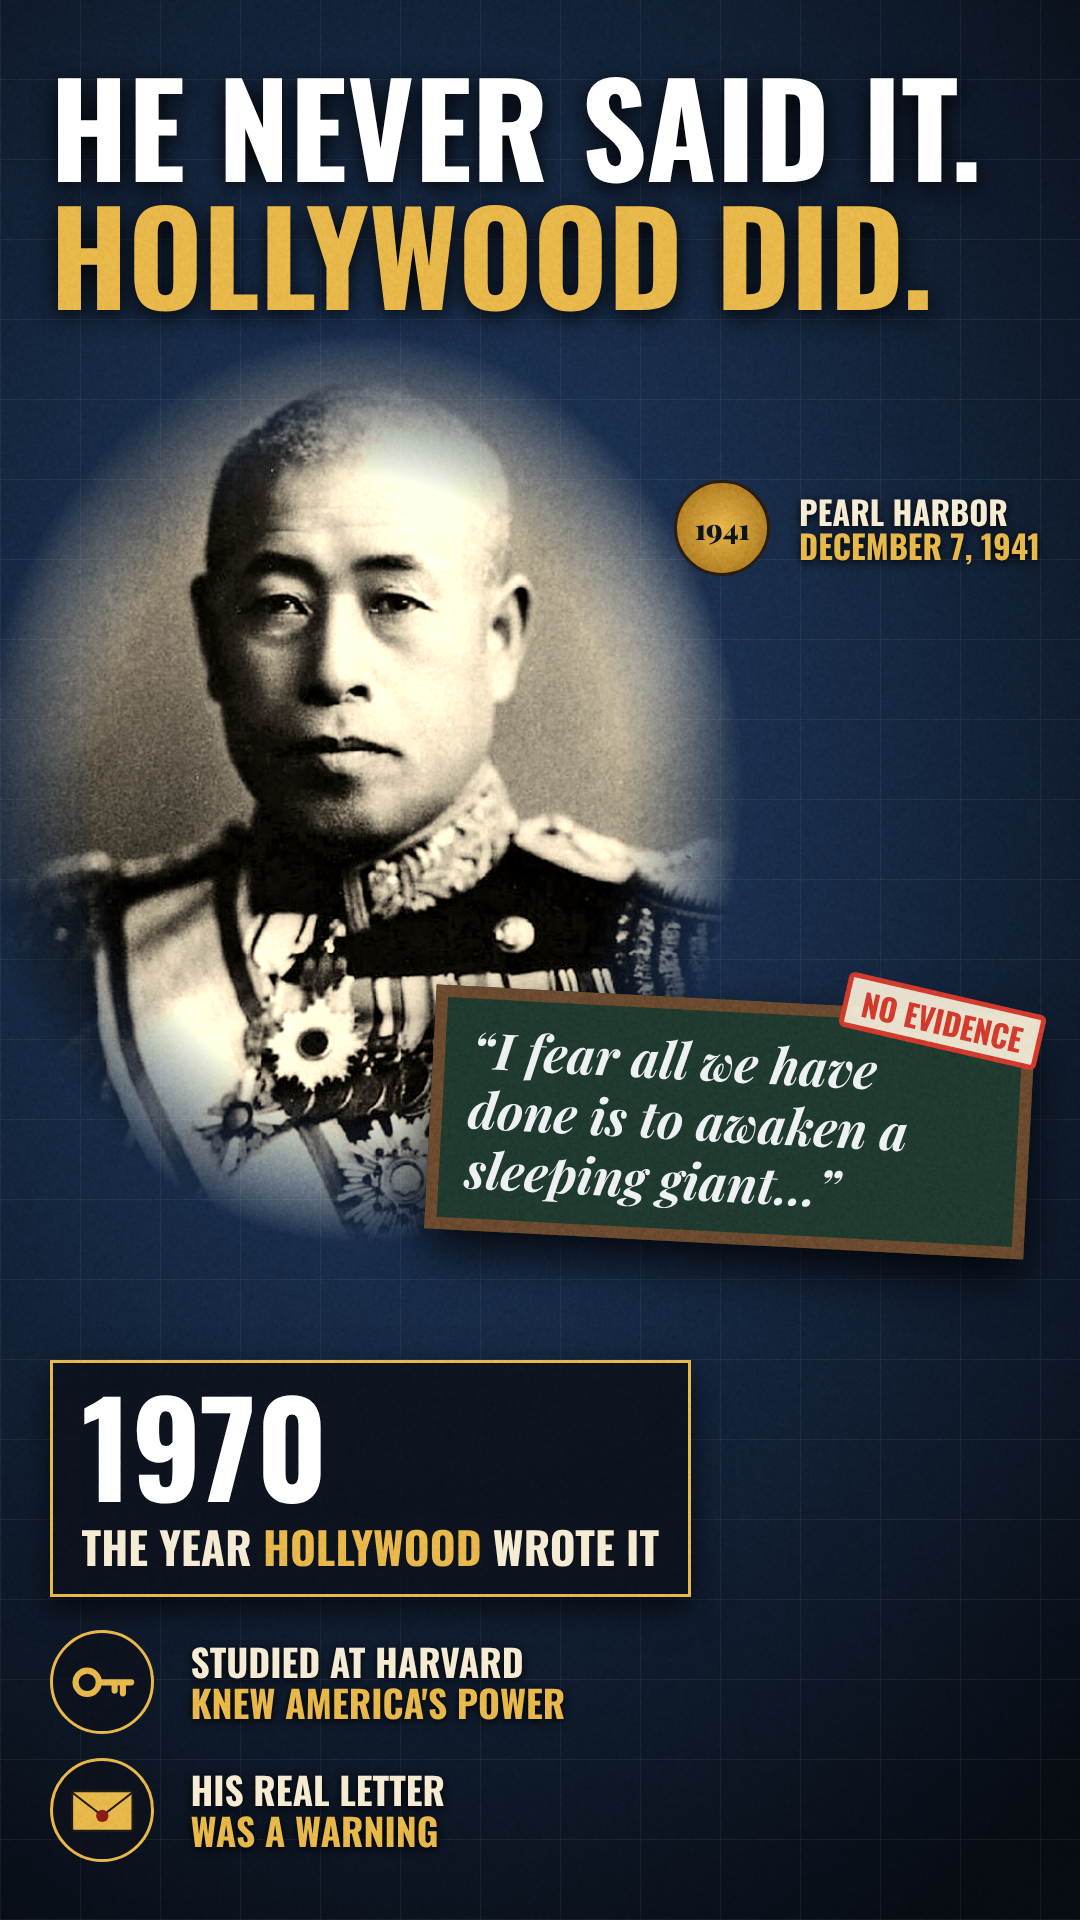 HE NEVER SAID IT.
HOLLYWOOD DID.
1941
PEARL HARBOR
DECEMBER 7, 1941
NO EVIDENCE
“I fear all we have
done is to awaken a
sleeping giant...”
1970
THE YEAR HOLLYWOOD WROTE IT
STUDIED AT HARVARD
KNEW AMERICA'S POWER
HIS REAL LETTER
WAS A WARNING